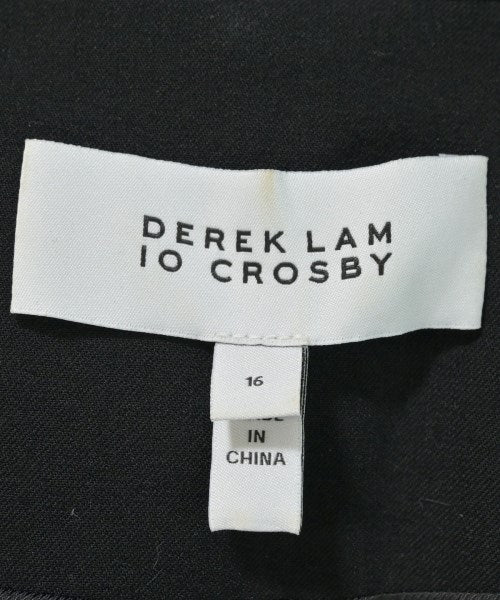 DEREK LAM
10 CROSBY
16
IN
CHINA